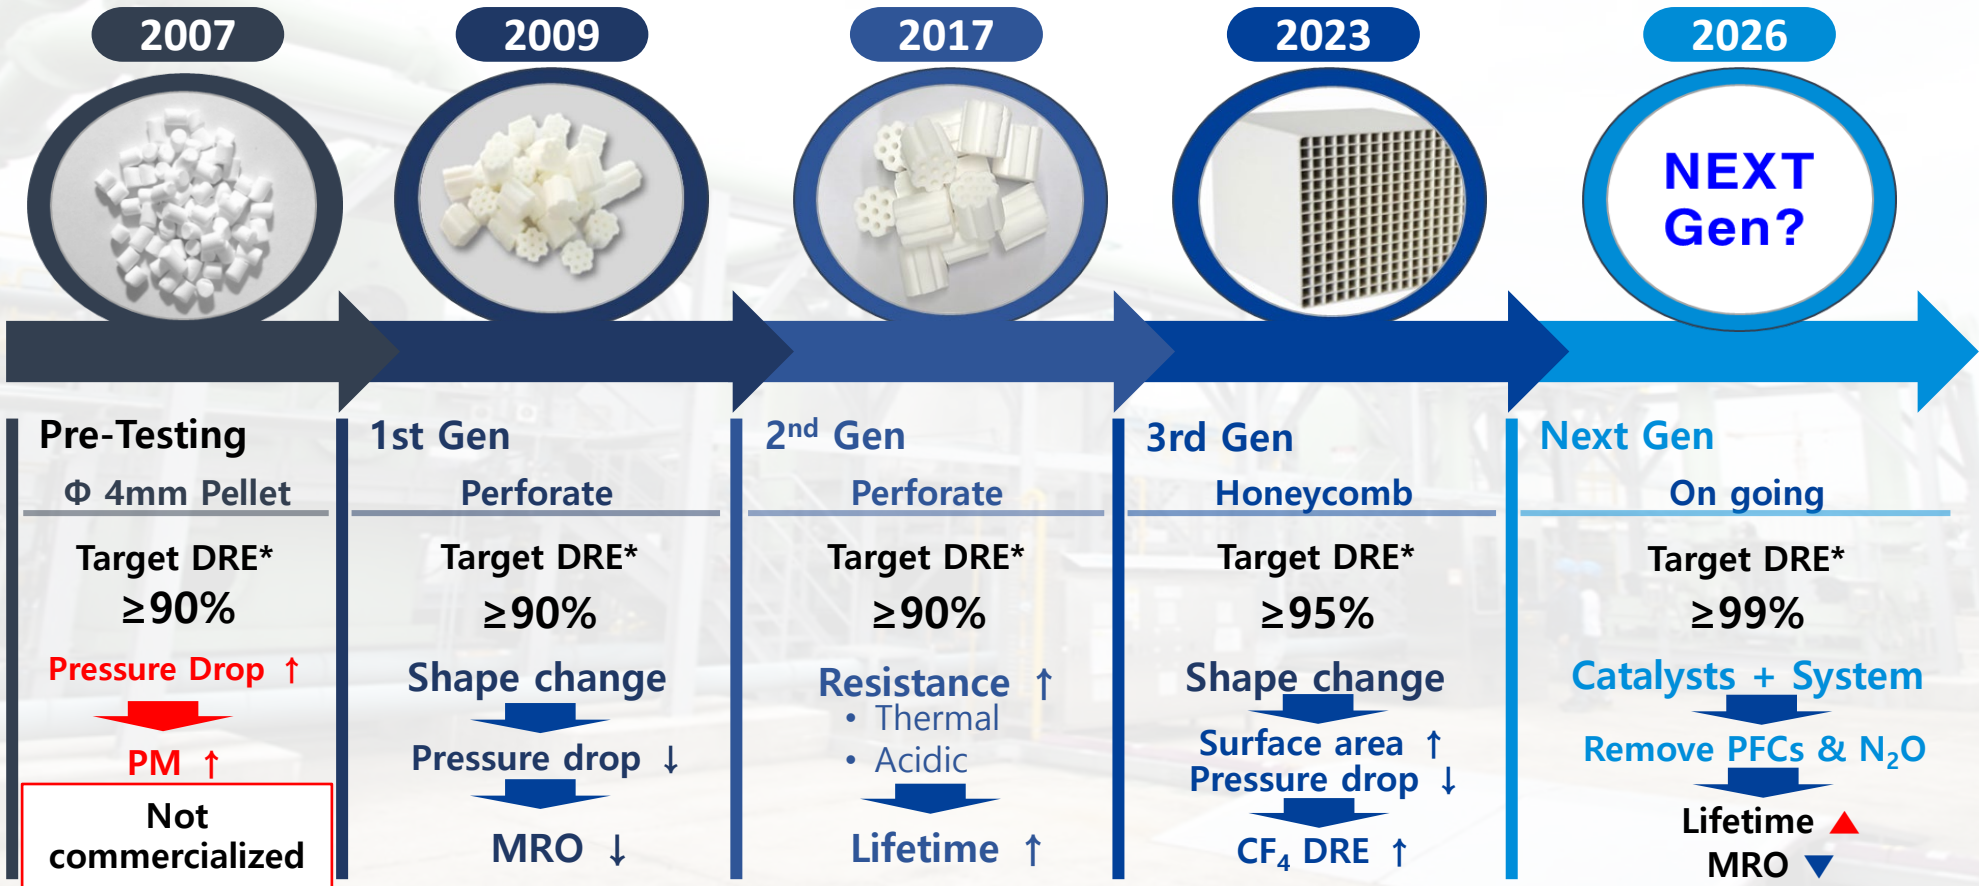 2007
2009
2017
2023
2026
NEXT
Gen?
Pre-Testing
Φ 4mm Pellet
Target DRE*
≥90%
Pressure Drop ↑
PM ↑
Not
commercialized
1st Gen
Perforate
Target DRE*
≥90%
Shape change
Pressure drop ↓
MRO ↓
2nd Gen
Perforate
Target DRE*
≥90%
Resistance ↑
• Thermal
• Acidic
Lifetime ↑
3rd Gen
Honeycomb
Target DRE*
≥95%
Shape change
Surface area ↑
Pressure drop ↓
CF₄ DRE ↑
Next Gen
On going
Target DRE*
≥99%
Catalysts + System
Remove PFCs & N₂O
Lifetime ▲
MRO ▼